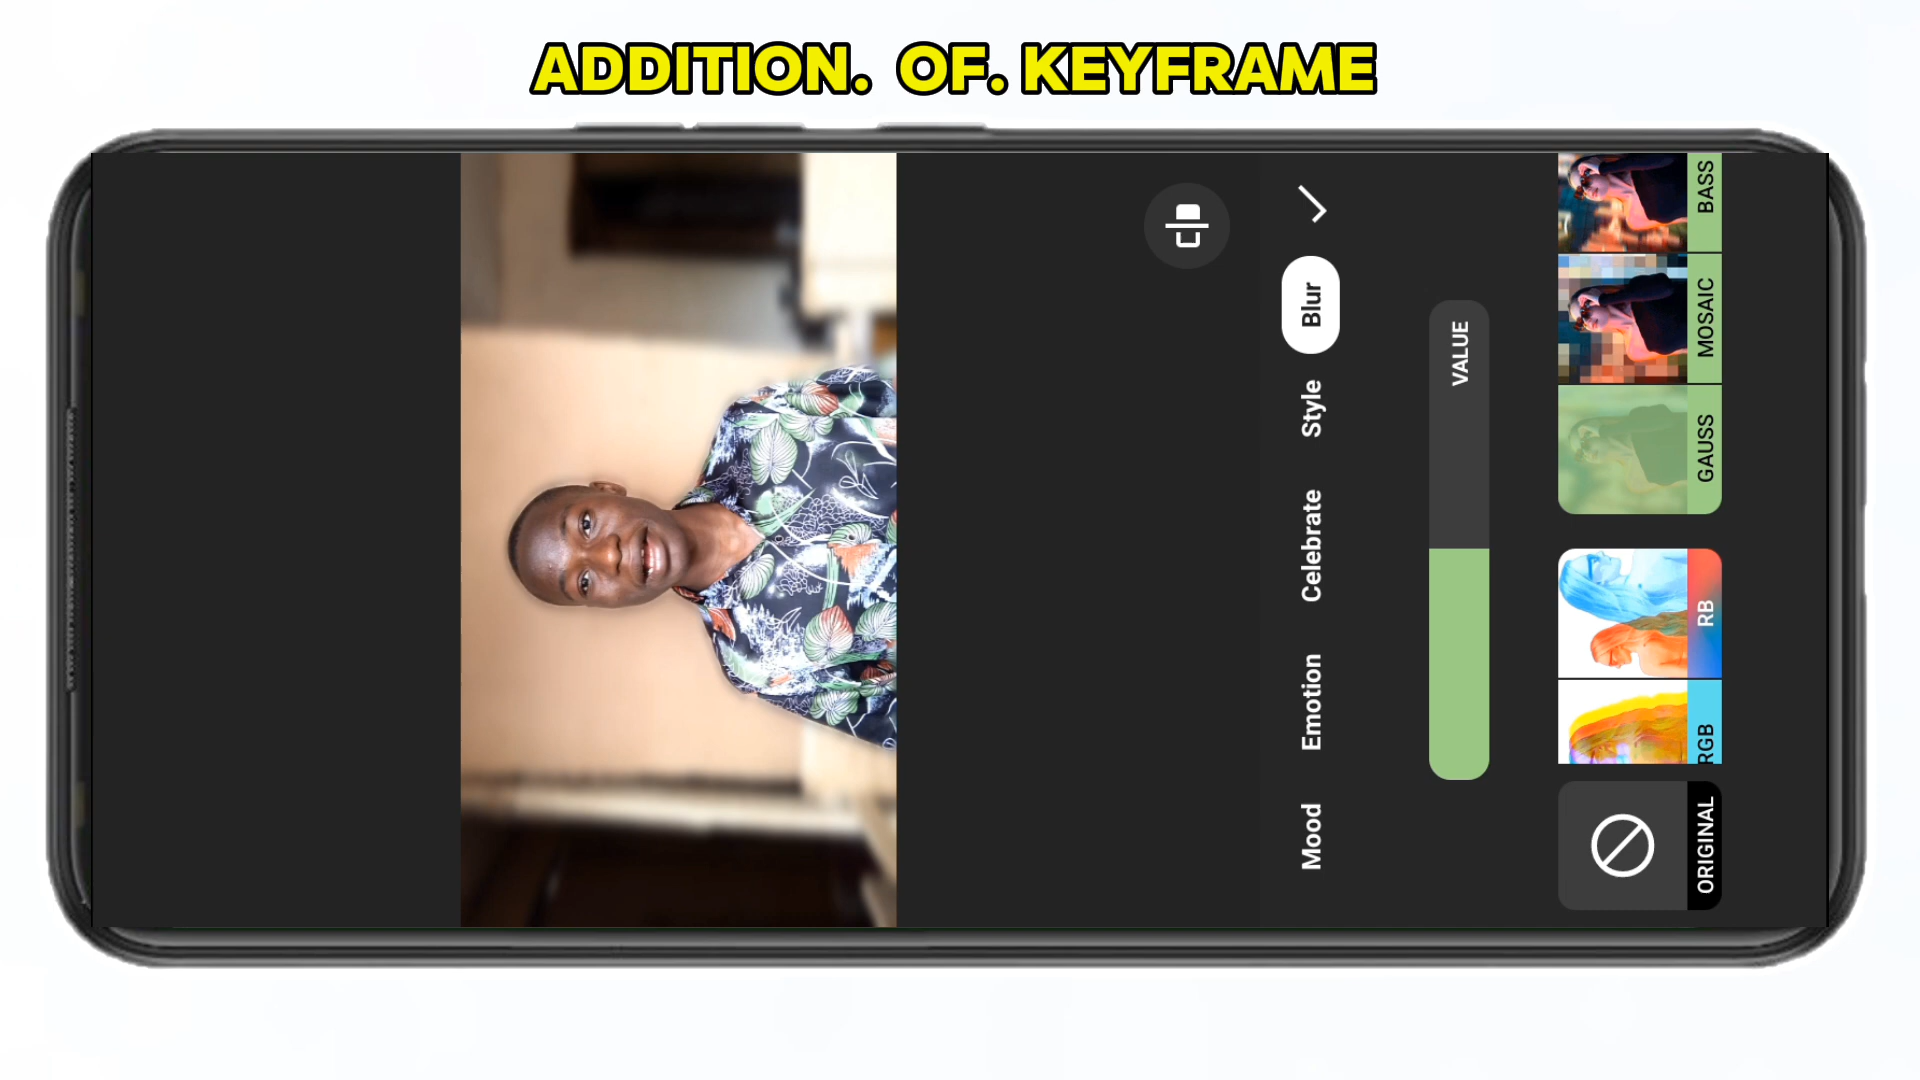 ADDITION. OF. KEYFRAME
Mood
Emotion
Celebrate
Style
Blur
VALUE
ORIGINAL
RGB
RB
GAUSS
MOSAIC
BASS